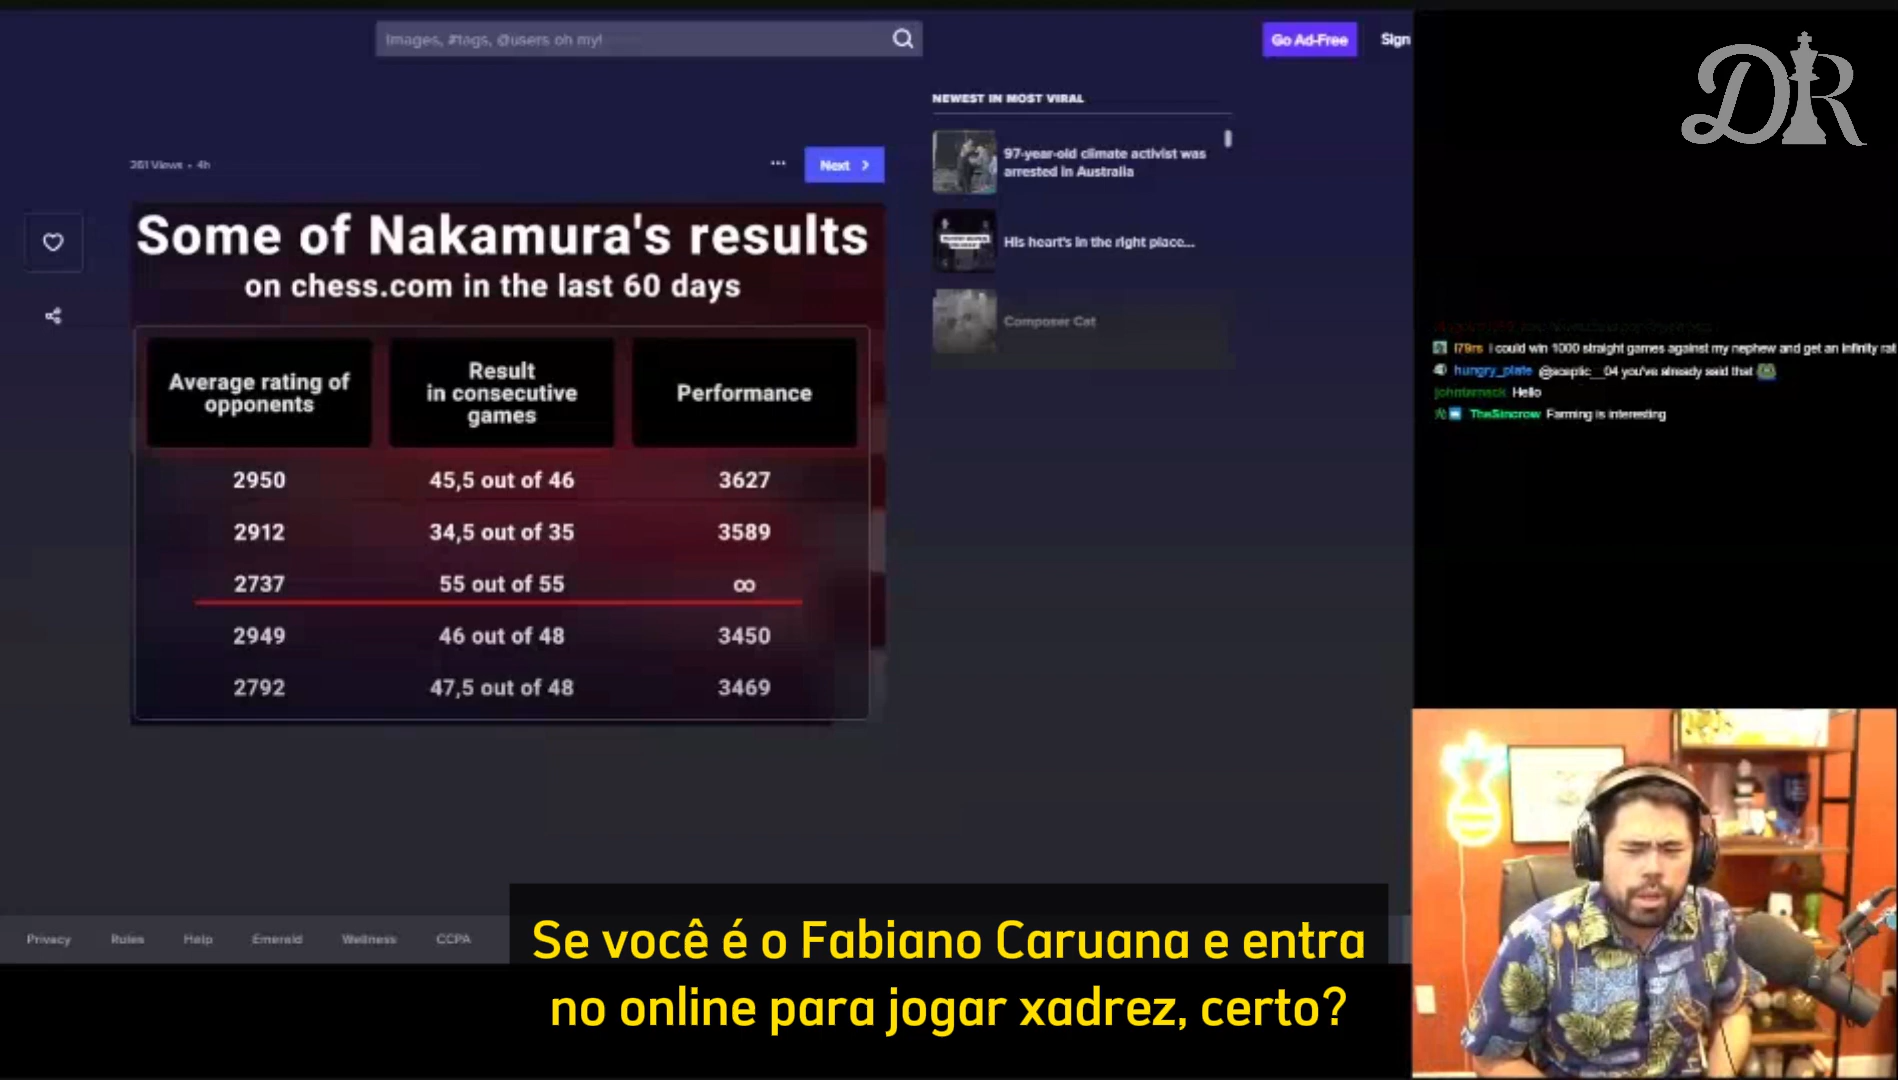 Images, #tags, @users oh my!
Go Ad-Free
Sign
DR
NEWEST IN MOST VIRAL
97-year-old climate activist was
arrested in Australia
261 Views • 4h
...
Next
His heart's in the right place...
Composer Cat
Some of Nakamura's results
on chess.com in the last 60 days
Average rating of
opponents
Result
in consecutive
games
Performance
2950 45,5 out of 46 3627
2912 34,5 out of 35 3589
2737 55 out of 55 ∞
2949 46 out of 48 3450
2792 47,5 out of 48 3469
I could win 1000 straight games against my nephew and get an infinity rat
hungry_plate @sceptic__04 you've already said that
Hello
TheSincrow Farming is interesting
Privacy Rules Help Emerald Wellness CCPA
Se você é o Fabiano Caruana e entra
no online para jogar xadrez, certo?